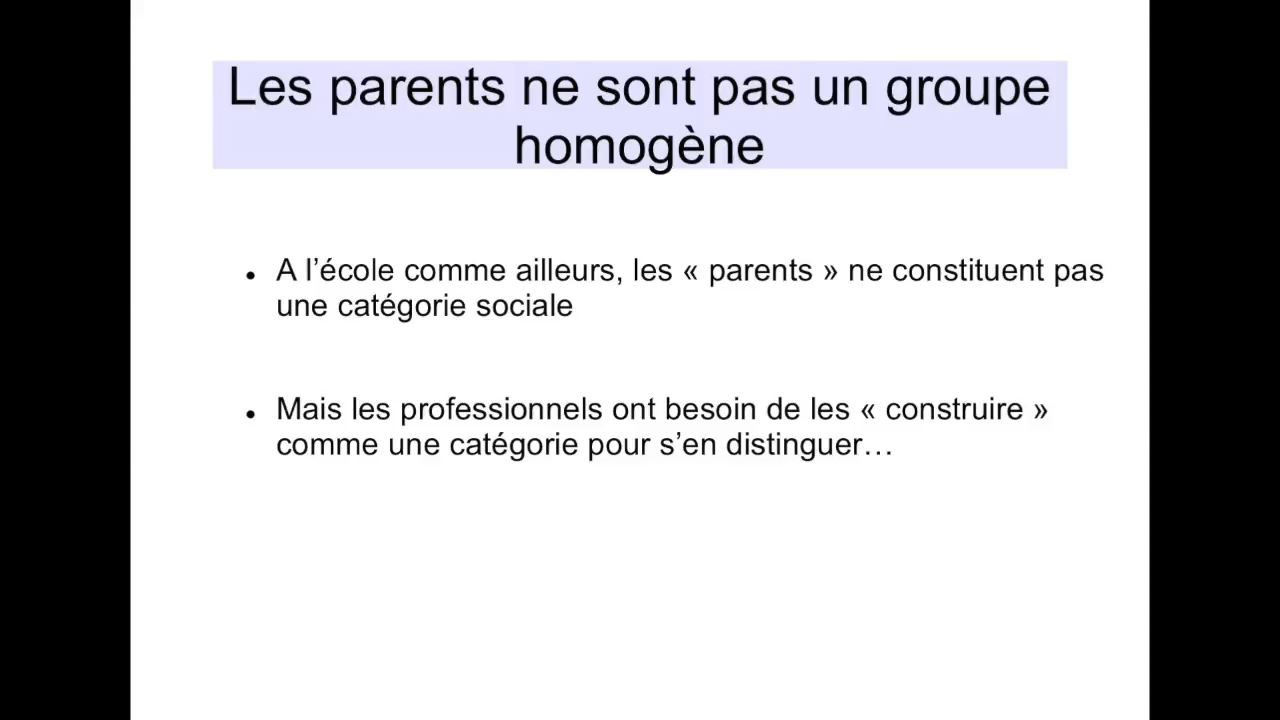 Les parents ne sont pas un groupe
homogène
• A l’école comme ailleurs, les « parents » ne constituent pas
une catégorie sociale
• Mais les professionnels ont besoin de les « construire »
comme une catégorie pour s’en distinguer…